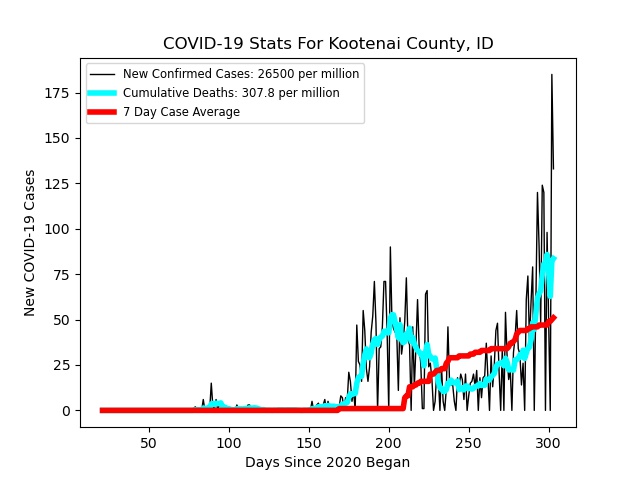 COVID-19 Stats For Kootenai County, ID
New Confirmed Cases: 26500 per million
Cumulative Deaths: 307.8 per million
7 Day Case Average
New COVID-19 Cases
175
150
125
100
75
50
25
0
50 100 150 200 250 300
Days Since 2020 Began